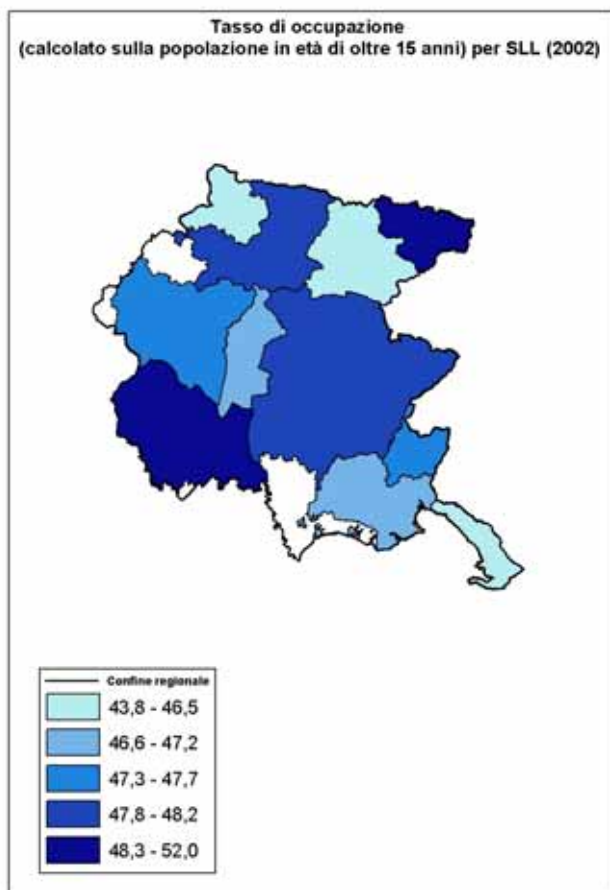 Tasso di occupazione
(calcolato sulla popolazione in età di oltre 15 anni) per SLL (2002)
Confine regionale
43,8 - 46,5
46,6 - 47,2
47,3 - 47,7
47,8 - 48,2
48,3 - 52,0